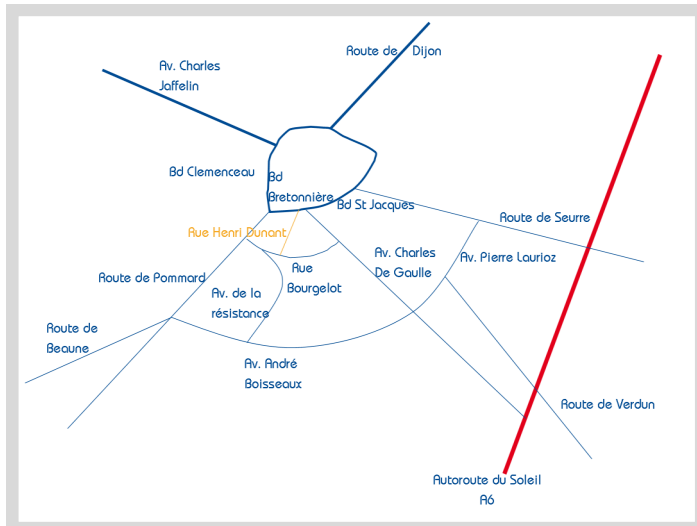 Route de Dijon
Av. Charles
Jaffelin
Bd Clemenceau
Bd
Bretonnière
Bd St Jacques
Route de Seurre
Rue Henri Dunant
Av. Charles
De Gaulle
Av. Pierre Laurioz
Rue
Bourgelot
Route de Pommard
Av. de la
résistance
Route de
Beaune
Av. André
Boisseaux
Route de Verdun
Autoroute du Soleil
A6